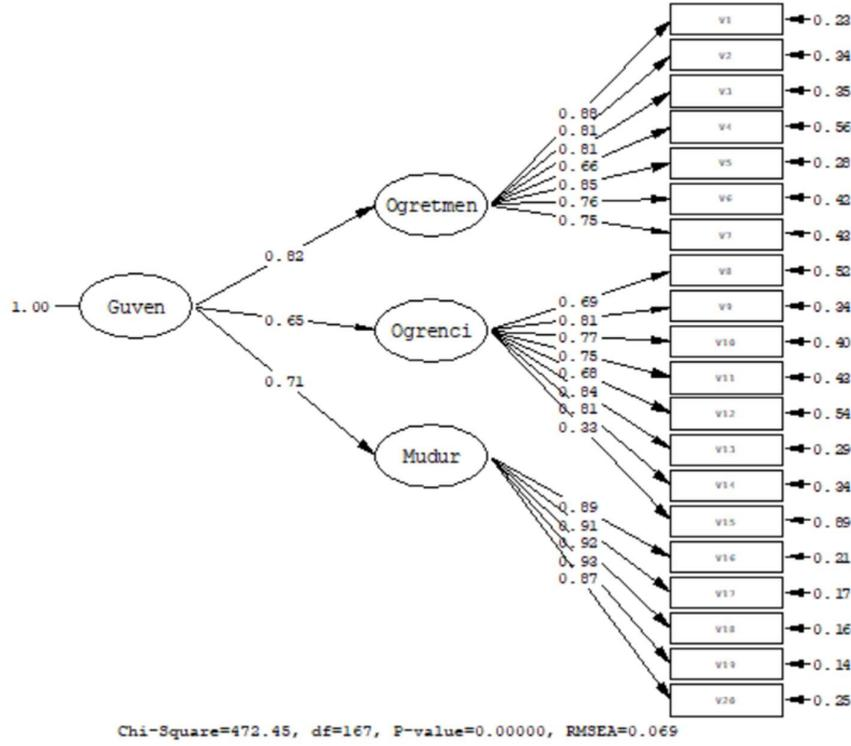 v1
0.23
v2
0.34
v3
0.35
v4
0.56
v5
0.28
v6
0.42
v7
0.43
v8
0.52
v9
0.34
v10
0.40
v11
0.43
v12
0.54
v13
0.29
v14
0.34
v15
0.89
v16
0.21
v17
0.17
v18
0.16
v19
0.14
v20
0.25
0.88
0.81
0.81
0.66
0.85
0.76
0.75
Ogretmen
0.82
1.00
Guven
0.65
Ogrenci
0.69
0.81
0.77
0.75
0.68
0.84
0.81
0.33
0.71
Mudur
0.89
0.91
0.92
0.93
0.87
Chi-Square=472.45, df=167, P-value=0.00000, RMSEA=0.069